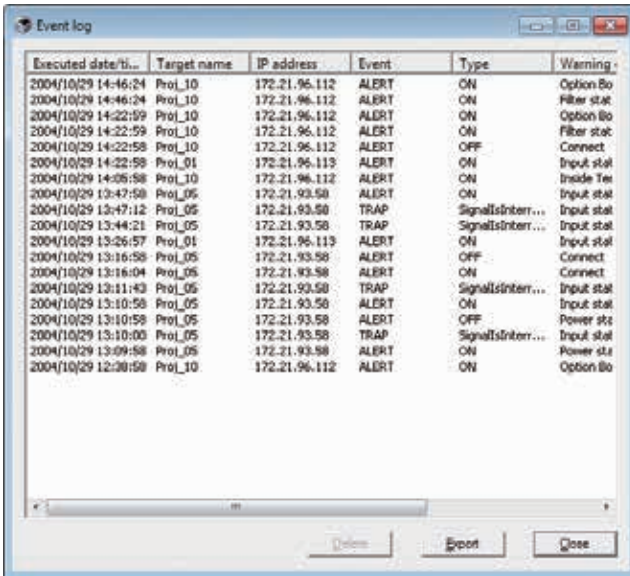 Event log
Executed date/ti... Target name IP address Event Type Warning
2004/10/29 14:46:24 Proj_10 172.21.96.112 ALERT ON Option Bo
2004/10/29 14:46:24 Proj_10 172.21.96.112 ALERT ON Filter stat
2004/10/29 14:22:59 Proj_10 172.21.96.112 ALERT ON Option Bo
2004/10/29 14:22:59 Proj_10 172.21.96.112 ALERT ON Filter stat
2004/10/29 14:22:58 Proj_10 172.21.96.112 ALERT OFF Connect
2004/10/29 14:22:58 Proj_01 172.21.96.113 ALERT ON Input stat
2004/10/29 14:05:58 Proj_10 172.21.96.112 ALERT ON Inside Te
2004/10/29 13:47:58 Proj_05 172.21.93.58 ALERT ON Input stat
2004/10/29 13:47:12 Proj_05 172.21.93.58 TRAP SignalIsInterr... Input stat
2004/10/29 13:44:21 Proj_05 172.21.93.58 TRAP SignalIsInterr... Input stat
2004/10/29 13:26:57 Proj_01 172.21.96.113 ALERT ON Input stat
2004/10/29 13:16:58 Proj_05 172.21.93.58 ALERT OFF Connect
2004/10/29 13:16:04 Proj_05 172.21.93.58 ALERT ON Connect
2004/10/29 13:11:43 Proj_05 172.21.93.58 TRAP SignalIsInterr... Input stat
2004/10/29 13:10:58 Proj_05 172.21.93.58 ALERT ON Input stat
2004/10/29 13:10:58 Proj_05 172.21.93.58 ALERT OFF Power sta
2004/10/29 13:10:00 Proj_05 172.21.93.58 TRAP SignalIsInterr... Input stat
2004/10/29 13:09:58 Proj_05 172.21.93.58 ALERT ON Power sta
2004/10/29 12:38:58 Proj_10 172.21.96.112 ALERT ON Option Bo
Delete Export Close